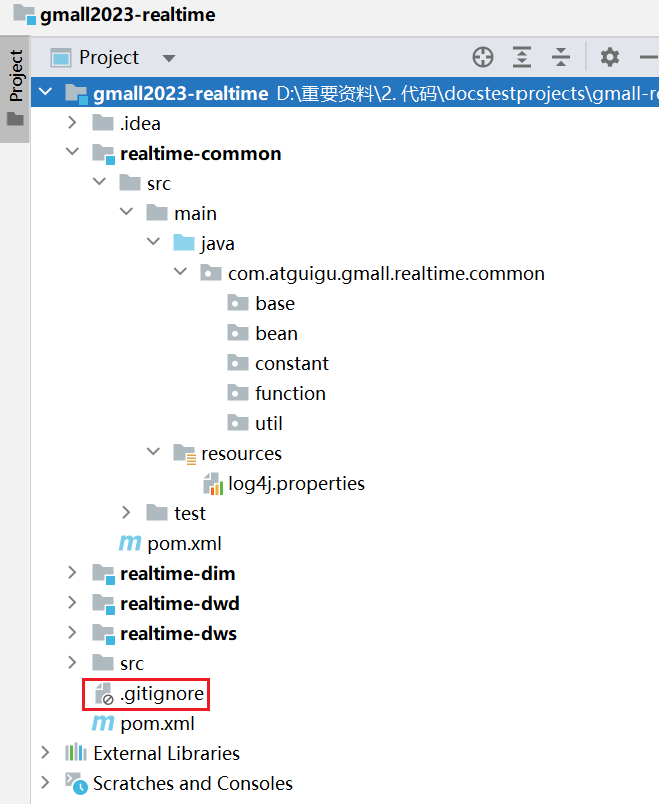 gmall2023-realtime
Project
Project
gmall2023-realtime D:\重要资料\2. 代码\docstestprojects\gmall-re
.idea
realtime-common
src
main
java
com.atguigu.gmall.realtime.common
base
bean
constant
function
util
resources
log4j.properties
test
pom.xml
realtime-dim
realtime-dwd
realtime-dws
src
.gitignore
pom.xml
External Libraries
Scratches and Consoles